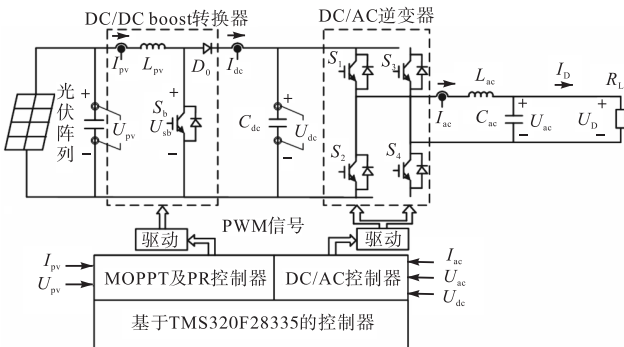 DC/DC boost转换器
DC/AC逆变器
I_pv
L_pv
D_0
I_dc
S_1
S_3
光伏阵列
+
U_pv
−
+
S_b
U_sb
−
C_dc
+
U_dc
−
S_2
S_4
I_ac
L_ac
C_ac
+
U_ac
−
I_D
+
U_D
−
R_L
PWM信号
驱动
驱动
I_pv
U_pv
MOPPT及PR控制器
DC/AC控制器
I_ac
U_ac
U_dc
基于TMS320F28335的控制器